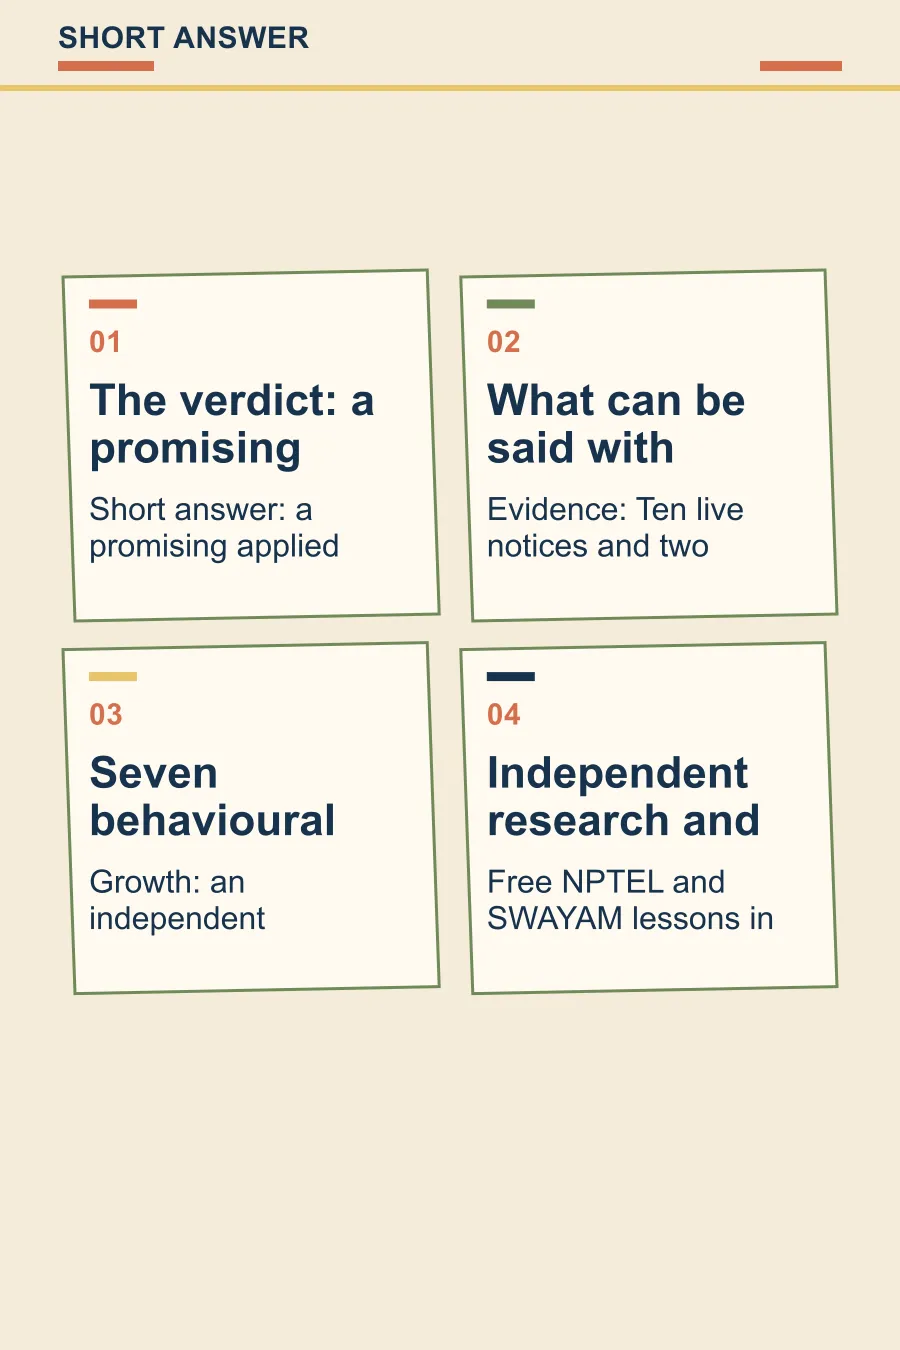 SHORT ANSWER
01
The verdict: a
promising
Short answer: a
promising applied
02
What can be
said with
Evidence: Ten live
notices and two
03
Seven
behavioural
Growth: an
independent
04
Independent
research and
Free NPTEL and
SWAYAM lessons in